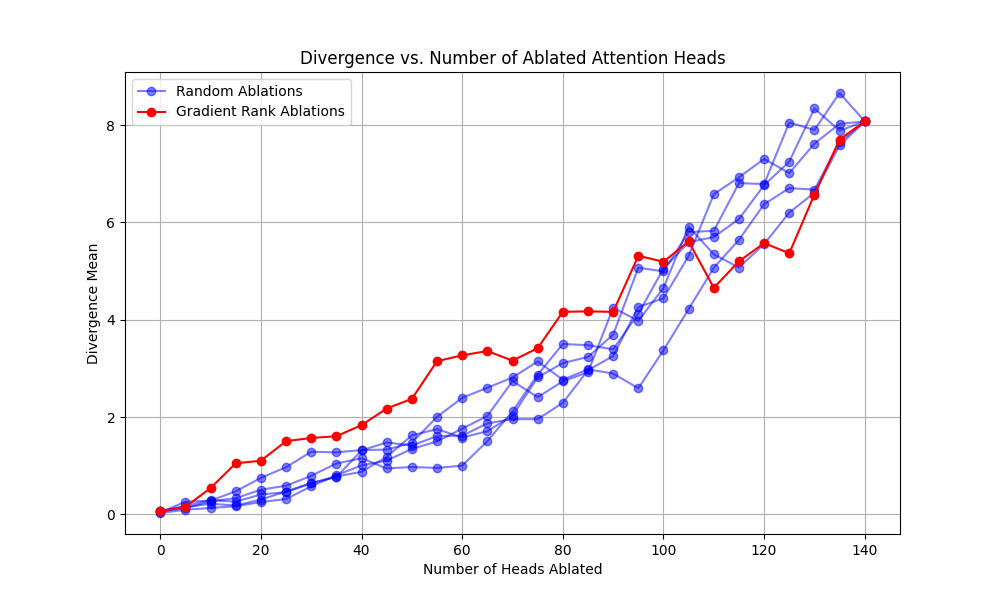 Divergence vs. Number of Ablated Attention Heads
Random Ablations
Gradient Rank Ablations
Divergence Mean
8
6
4
2
0
0 20 40 60 80 100 120 140
Number of Heads Ablated